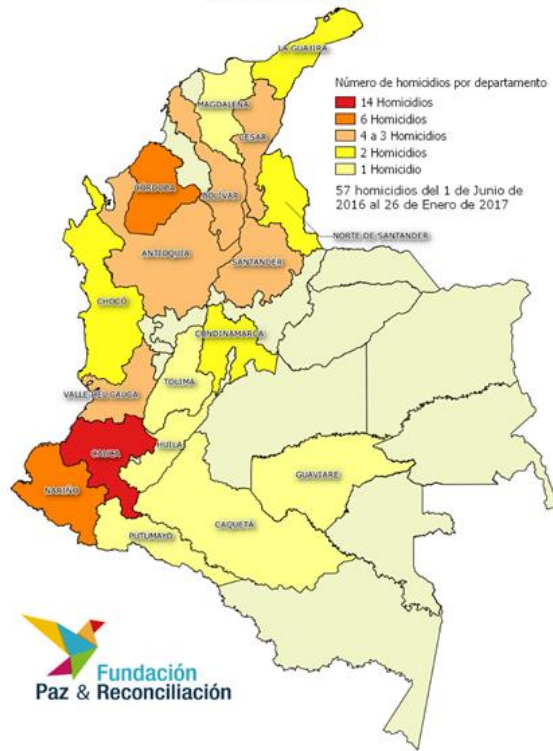 LA GUAJIRA
Número de homicidios por departamento
14 Homicidios
6 Homicidios
4 a 3 Homicidios
2 Homicidios
1 Homicidio
57 homicidios del 1 de Junio de
2016 al 26 de Enero de 2017
MAGDALENA
CESAR
CÓRDOBA
BOLÍVAR
NORTE DE SANTANDER
ANTIOQUIA
SANTANDER
CHOCÓ
CUNDINAMARCA
TOLIMA
VALLE DEL CAUCA
CAUCA
HUILA
GUAVIARE
NARIÑO
CAQUETÁ
PUTUMAYO
Fundación
Paz & Reconciliación